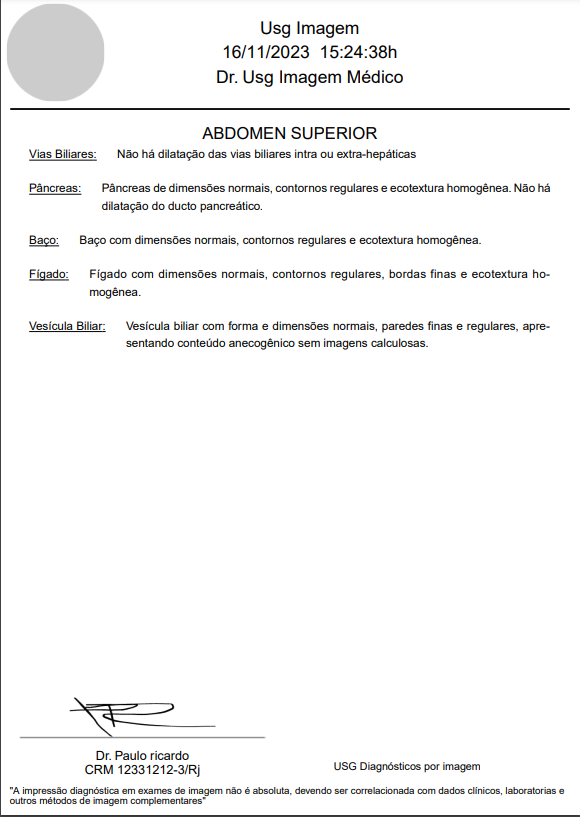 Usg Imagem
16/11/2023 15:24:38h
Dr. Usg Imagem Médico
ABDOMEN SUPERIOR
Vias Biliares: Não há dilatação das vias biliares intra ou extra-hepáticas
Pâncreas: Pâncreas de dimensões normais, contornos regulares e ecotextura homogênea. Não há
dilatação do ducto pancreático.
Baço: Baço com dimensões normais, contornos regulares e ecotextura homogênea.
Fígado: Fígado com dimensões normais, contornos regulares, bordas finas e ecotextura ho-
mogênea.
Vesícula Biliar: Vesícula biliar com forma e dimensões normais, paredes finas e regulares, apre-
sentando conteúdo anecogênico sem imagens calculosas.
Dr. Paulo ricardo
CRM 12331212-3/Rj
USG Diagnósticos por imagem
"A impressão diagnóstica em exames de imagem não é absoluta, devendo ser correlacionada com dados clínicos, laboratorias e
outros métodos de imagem complementares"